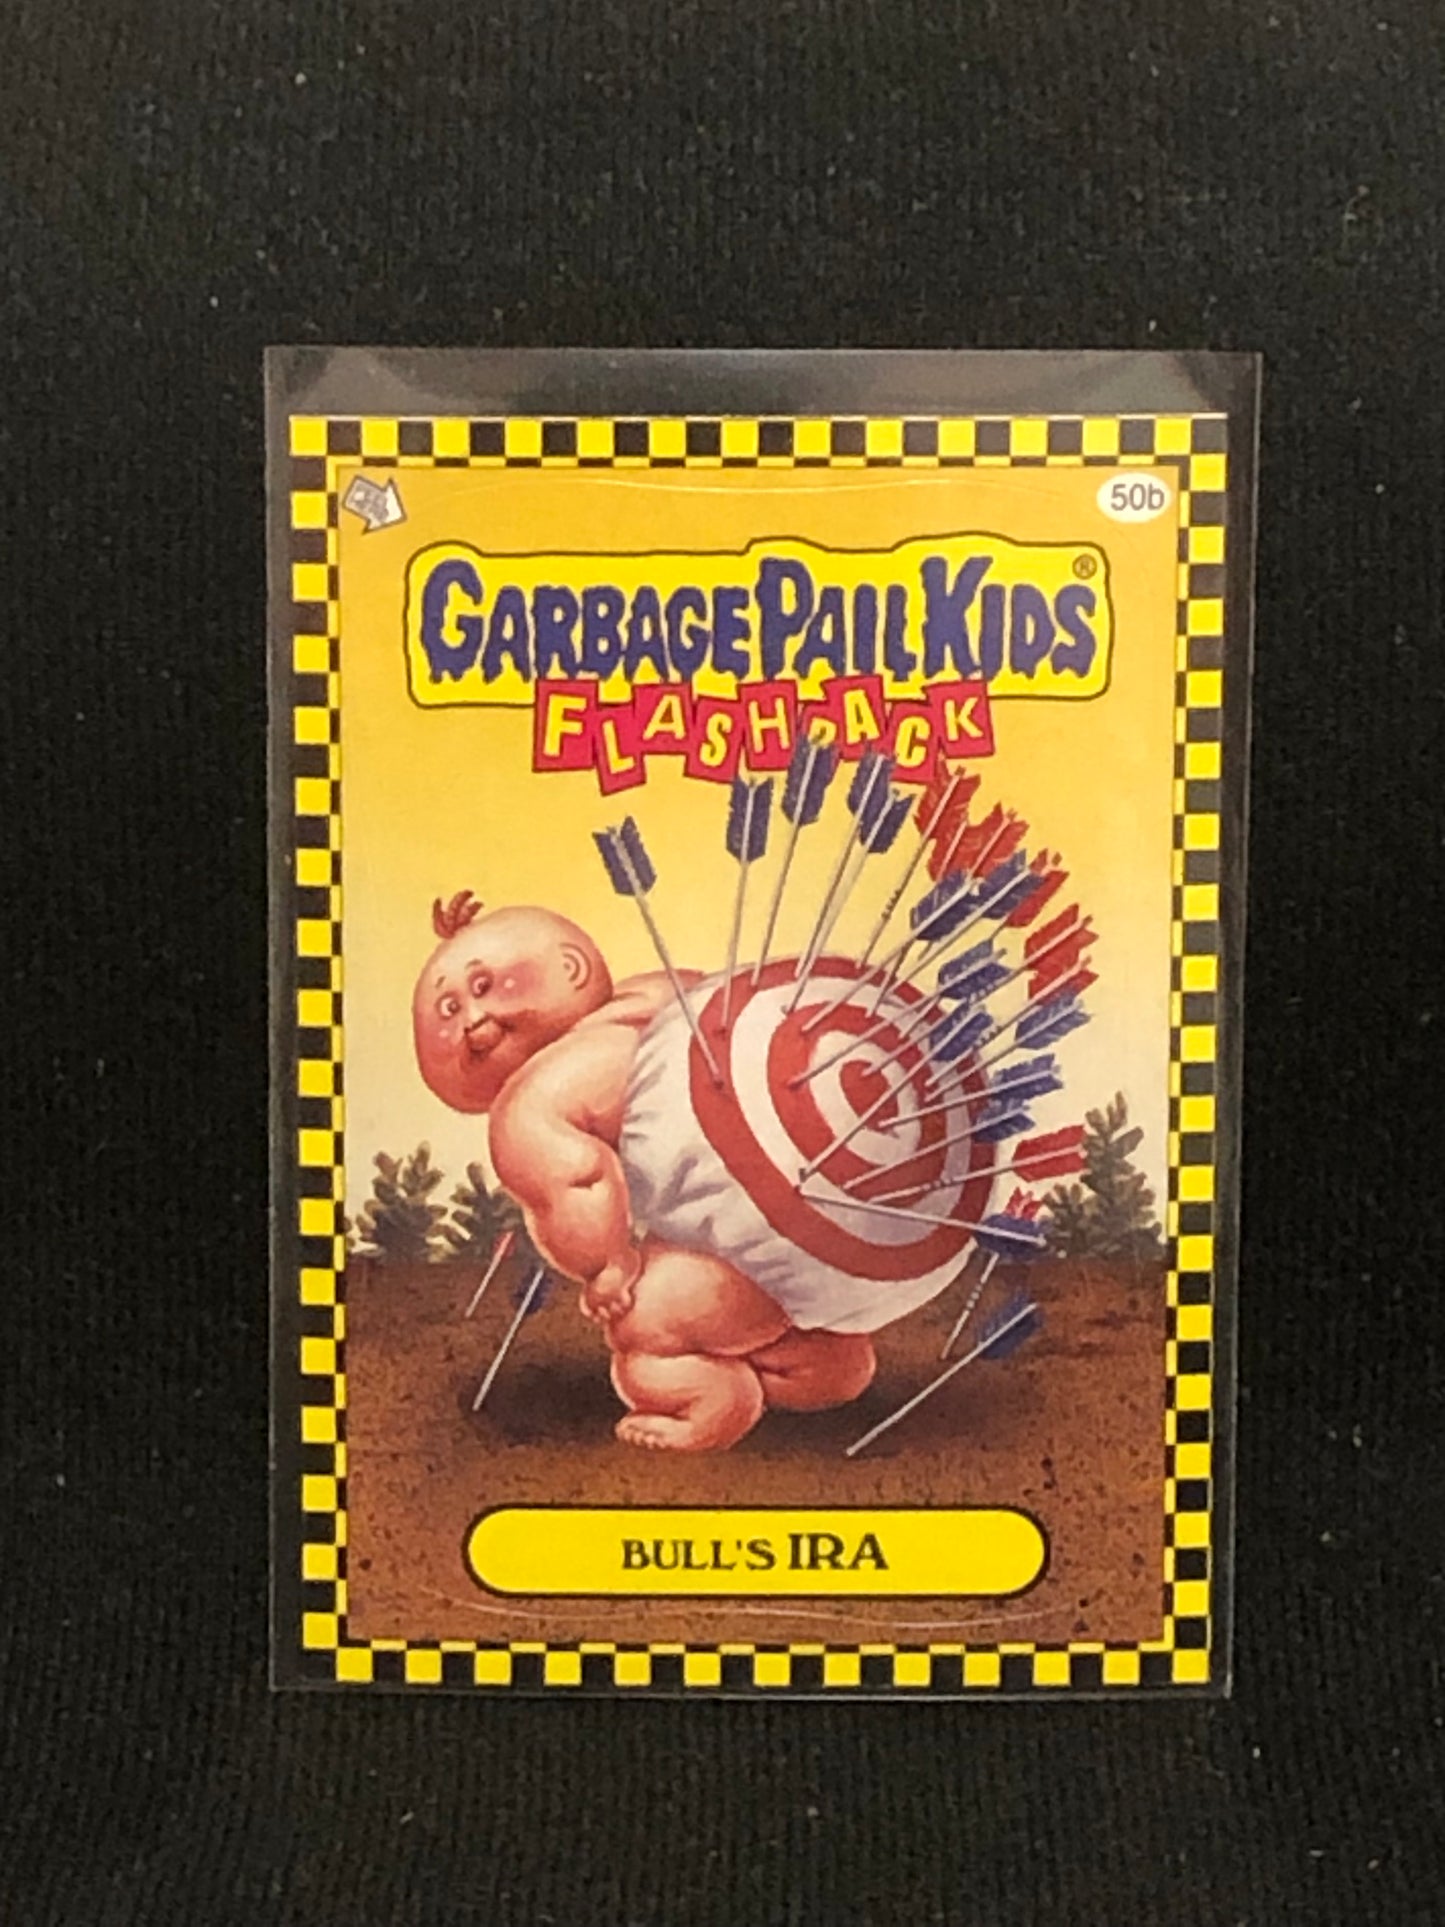 50b
GARBAGE PAIL KIDS®
FLASHBACK
BULL'S IRA